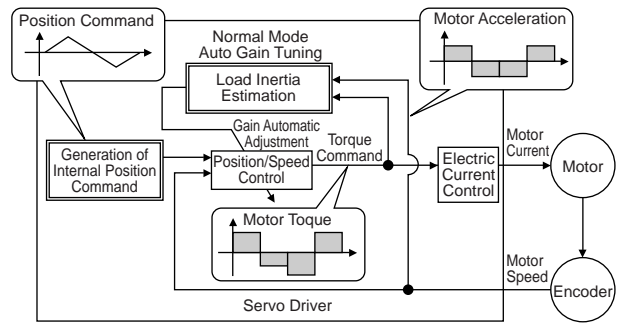 Position Command
Motor Acceleration
Normal Mode
Auto Gain Tuning
Load Inertia
Estimation
Gain Automatic
Adjustment
Torque
Command
Motor
Current
Generation of
Internal Position
Command
Position/Speed
Control
Electric
Current
Control
Motor
Motor Toque
Motor
Speed
Encoder
Servo Driver